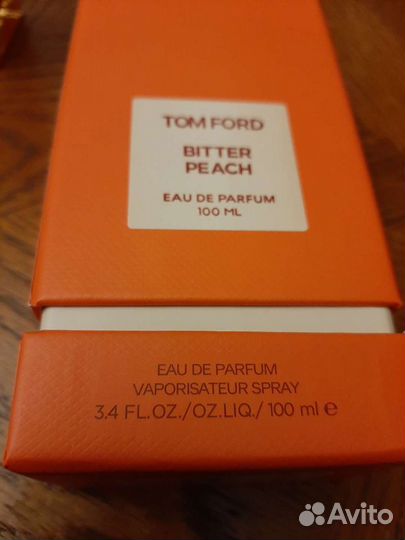 TOM FORD
BITTER
PEACH
EAU DE PARFUM
100 ML
EAU DE PARFUM
VAPORISATEUR SPRAY
3.4 FL.OZ./OZ.LIQ./ 100 ml ℮
Avito